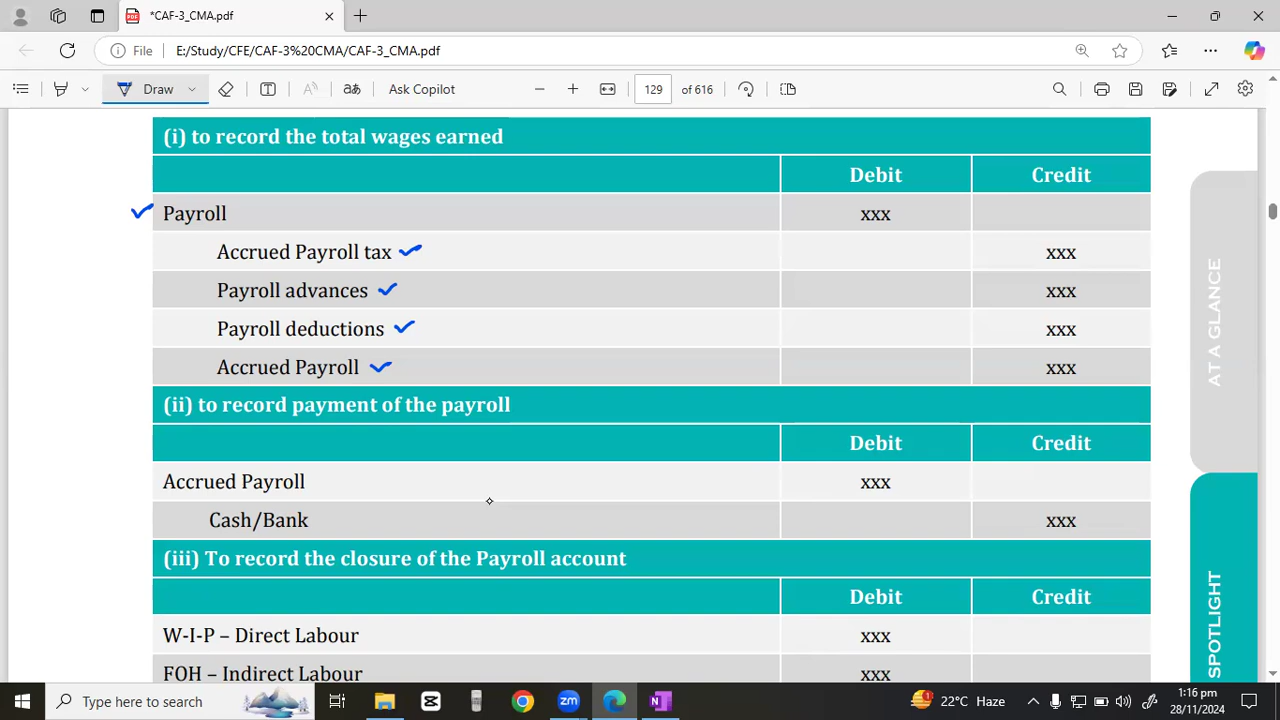 *CAF-3_CMA.pdf
File E:/Study/CFE/CAF-3%20CMA/CAF-3_CMA.pdf
Draw Ask Copilot 129 of 616
(i) to record the total wages earned
Debit Credit
Payroll xxx
Accrued Payroll tax xxx
Payroll advances xxx
Payroll deductions xxx
Accrued Payroll xxx
(ii) to record payment of the payroll
Debit Credit
Accrued Payroll xxx
Cash/Bank xxx
(iii) To record the closure of the Payroll account
Debit Credit
W-I-P – Direct Labour xxx
FOH – Indirect Labour xxx
AT A GLANCE
SPOTLIGHT
Type here to search
22°C Haze
1:16 pm
28/11/2024